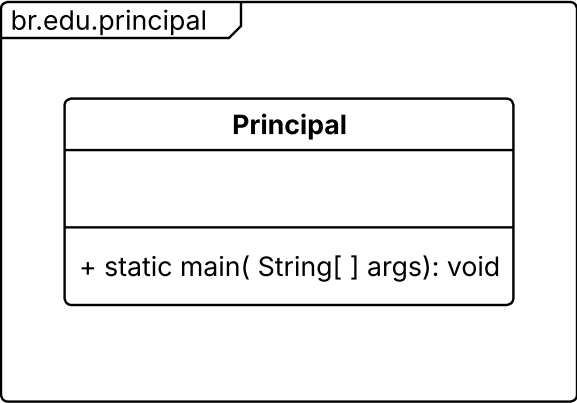 br.edu.principal
Principal
+ static main( String[ ] args): void